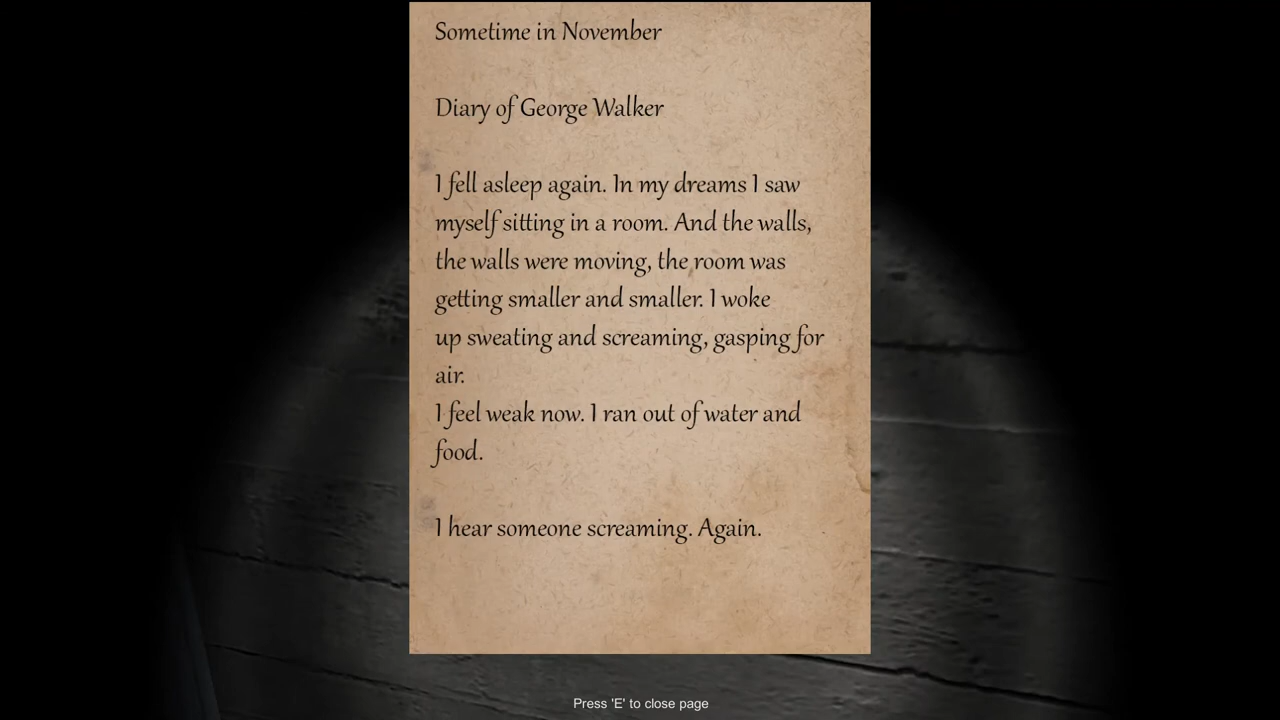 Sometime in November
Diary of George Walker
I fell asleep again. In my dreams I saw
myself sitting in a room. And the walls,
the walls were moving, the room was
getting smaller and smaller. I woke
up sweating and screaming, gasping for
air.
I feel weak now. I ran out of water and
food.
I hear someone screaming. Again.
Press 'E' to close page